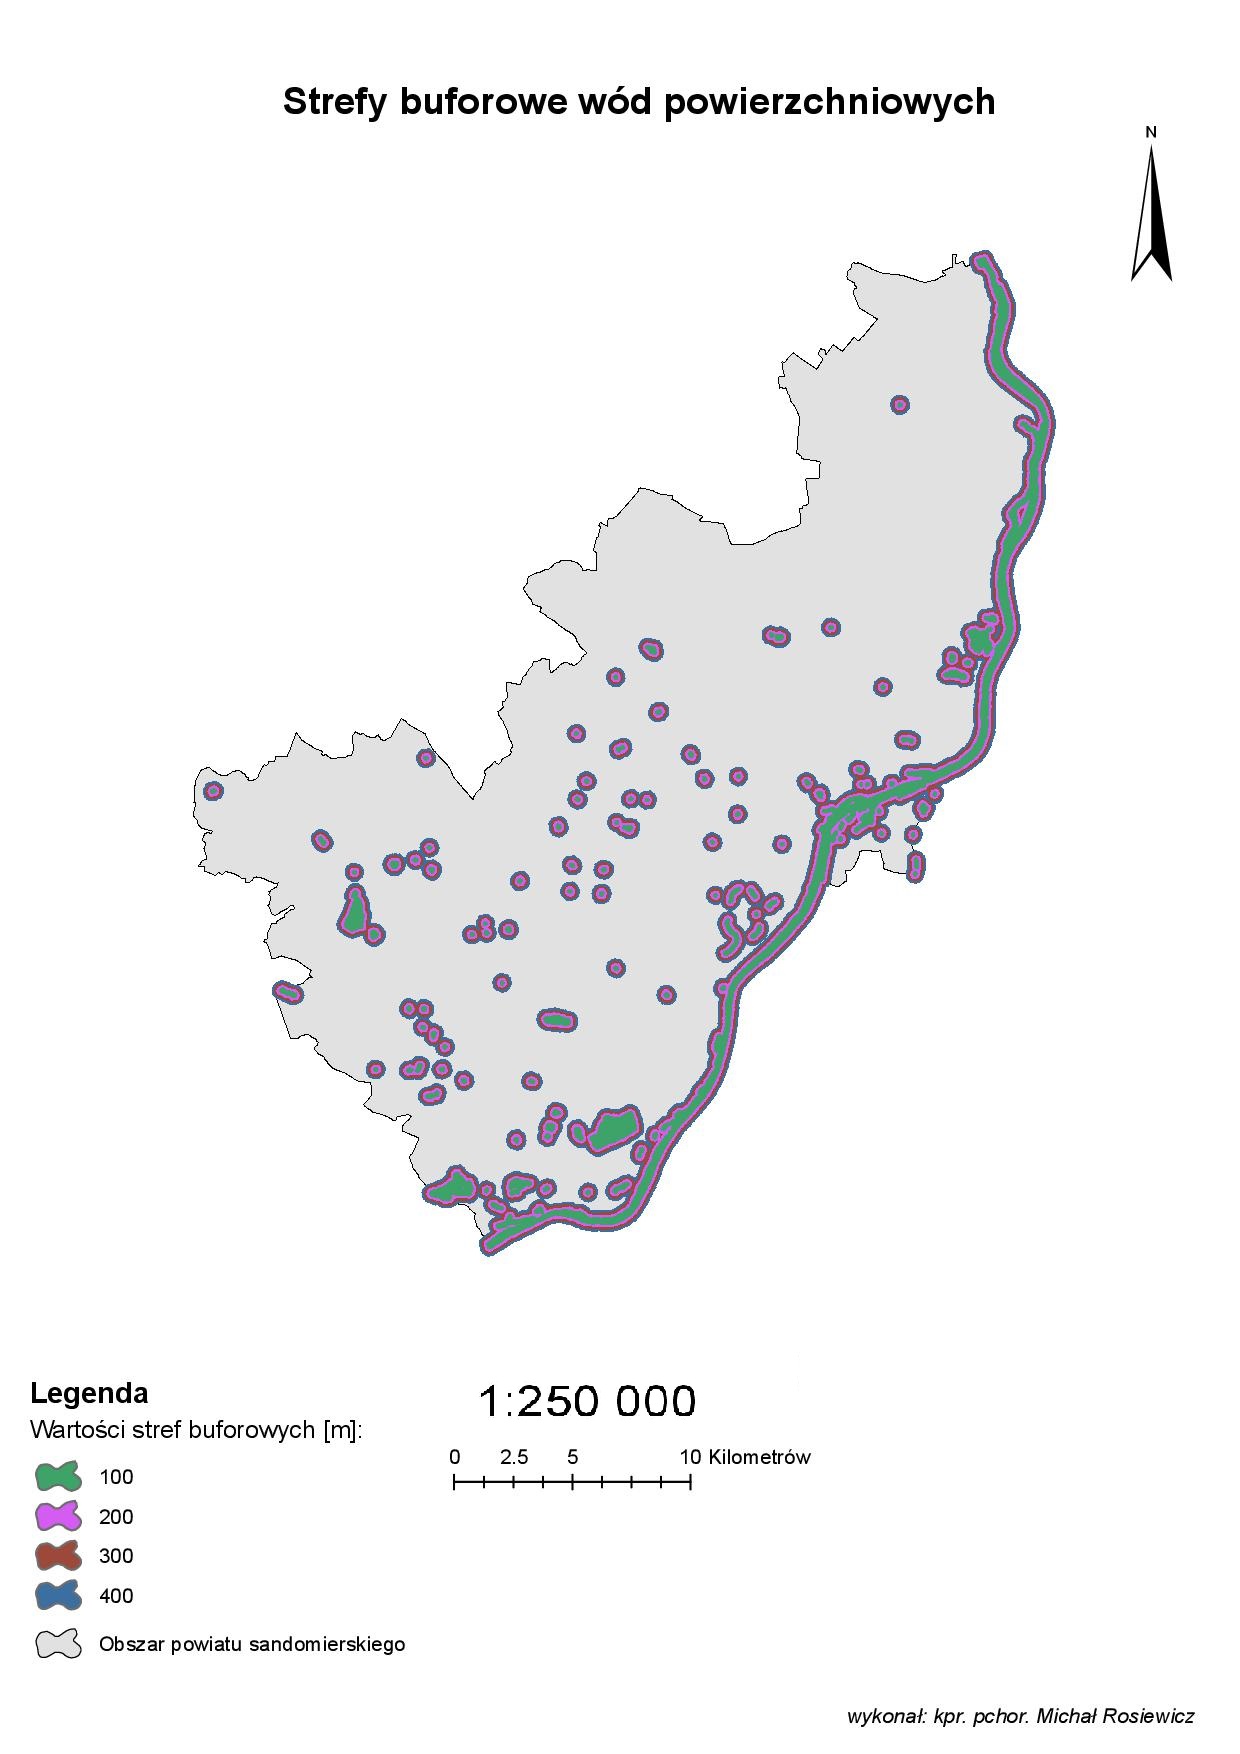 Strefy buforowe wód powierzchniowych
N
Legenda
Wartości stref buforowych [m]:
100
200
300
400
Obszar powiatu sandomierskiego
1:250 000
0 2.5 5 10 Kilometrów
wykonał: kpr. pchor. Michał Rosiewicz